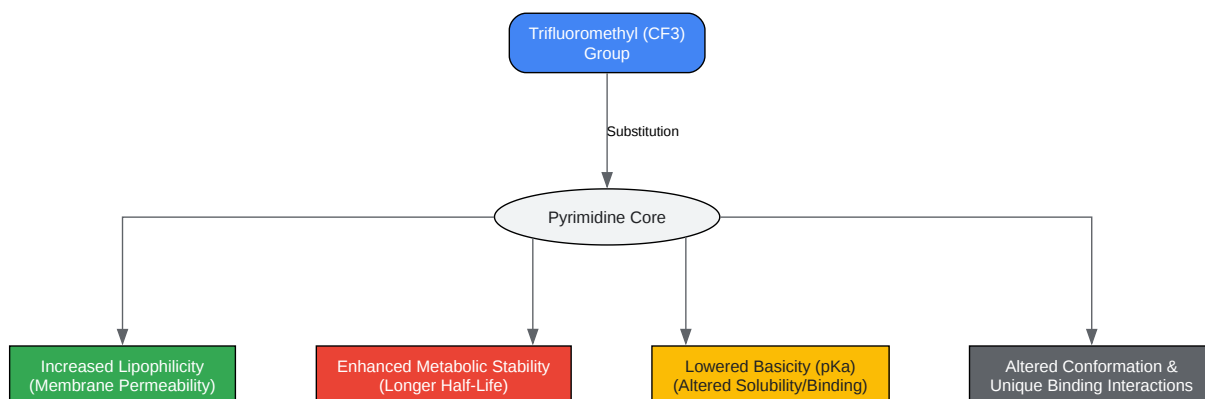 Trifluoromethyl (CF3)
Group
Substitution
Pyrimidine Core
Increased Lipophilicity
(Membrane Permeability)
Enhanced Metabolic Stability
(Longer Half-Life)
Lowered Basicity (pKa)
(Altered Solubility/Binding)
Altered Conformation &
Unique Binding Interactions